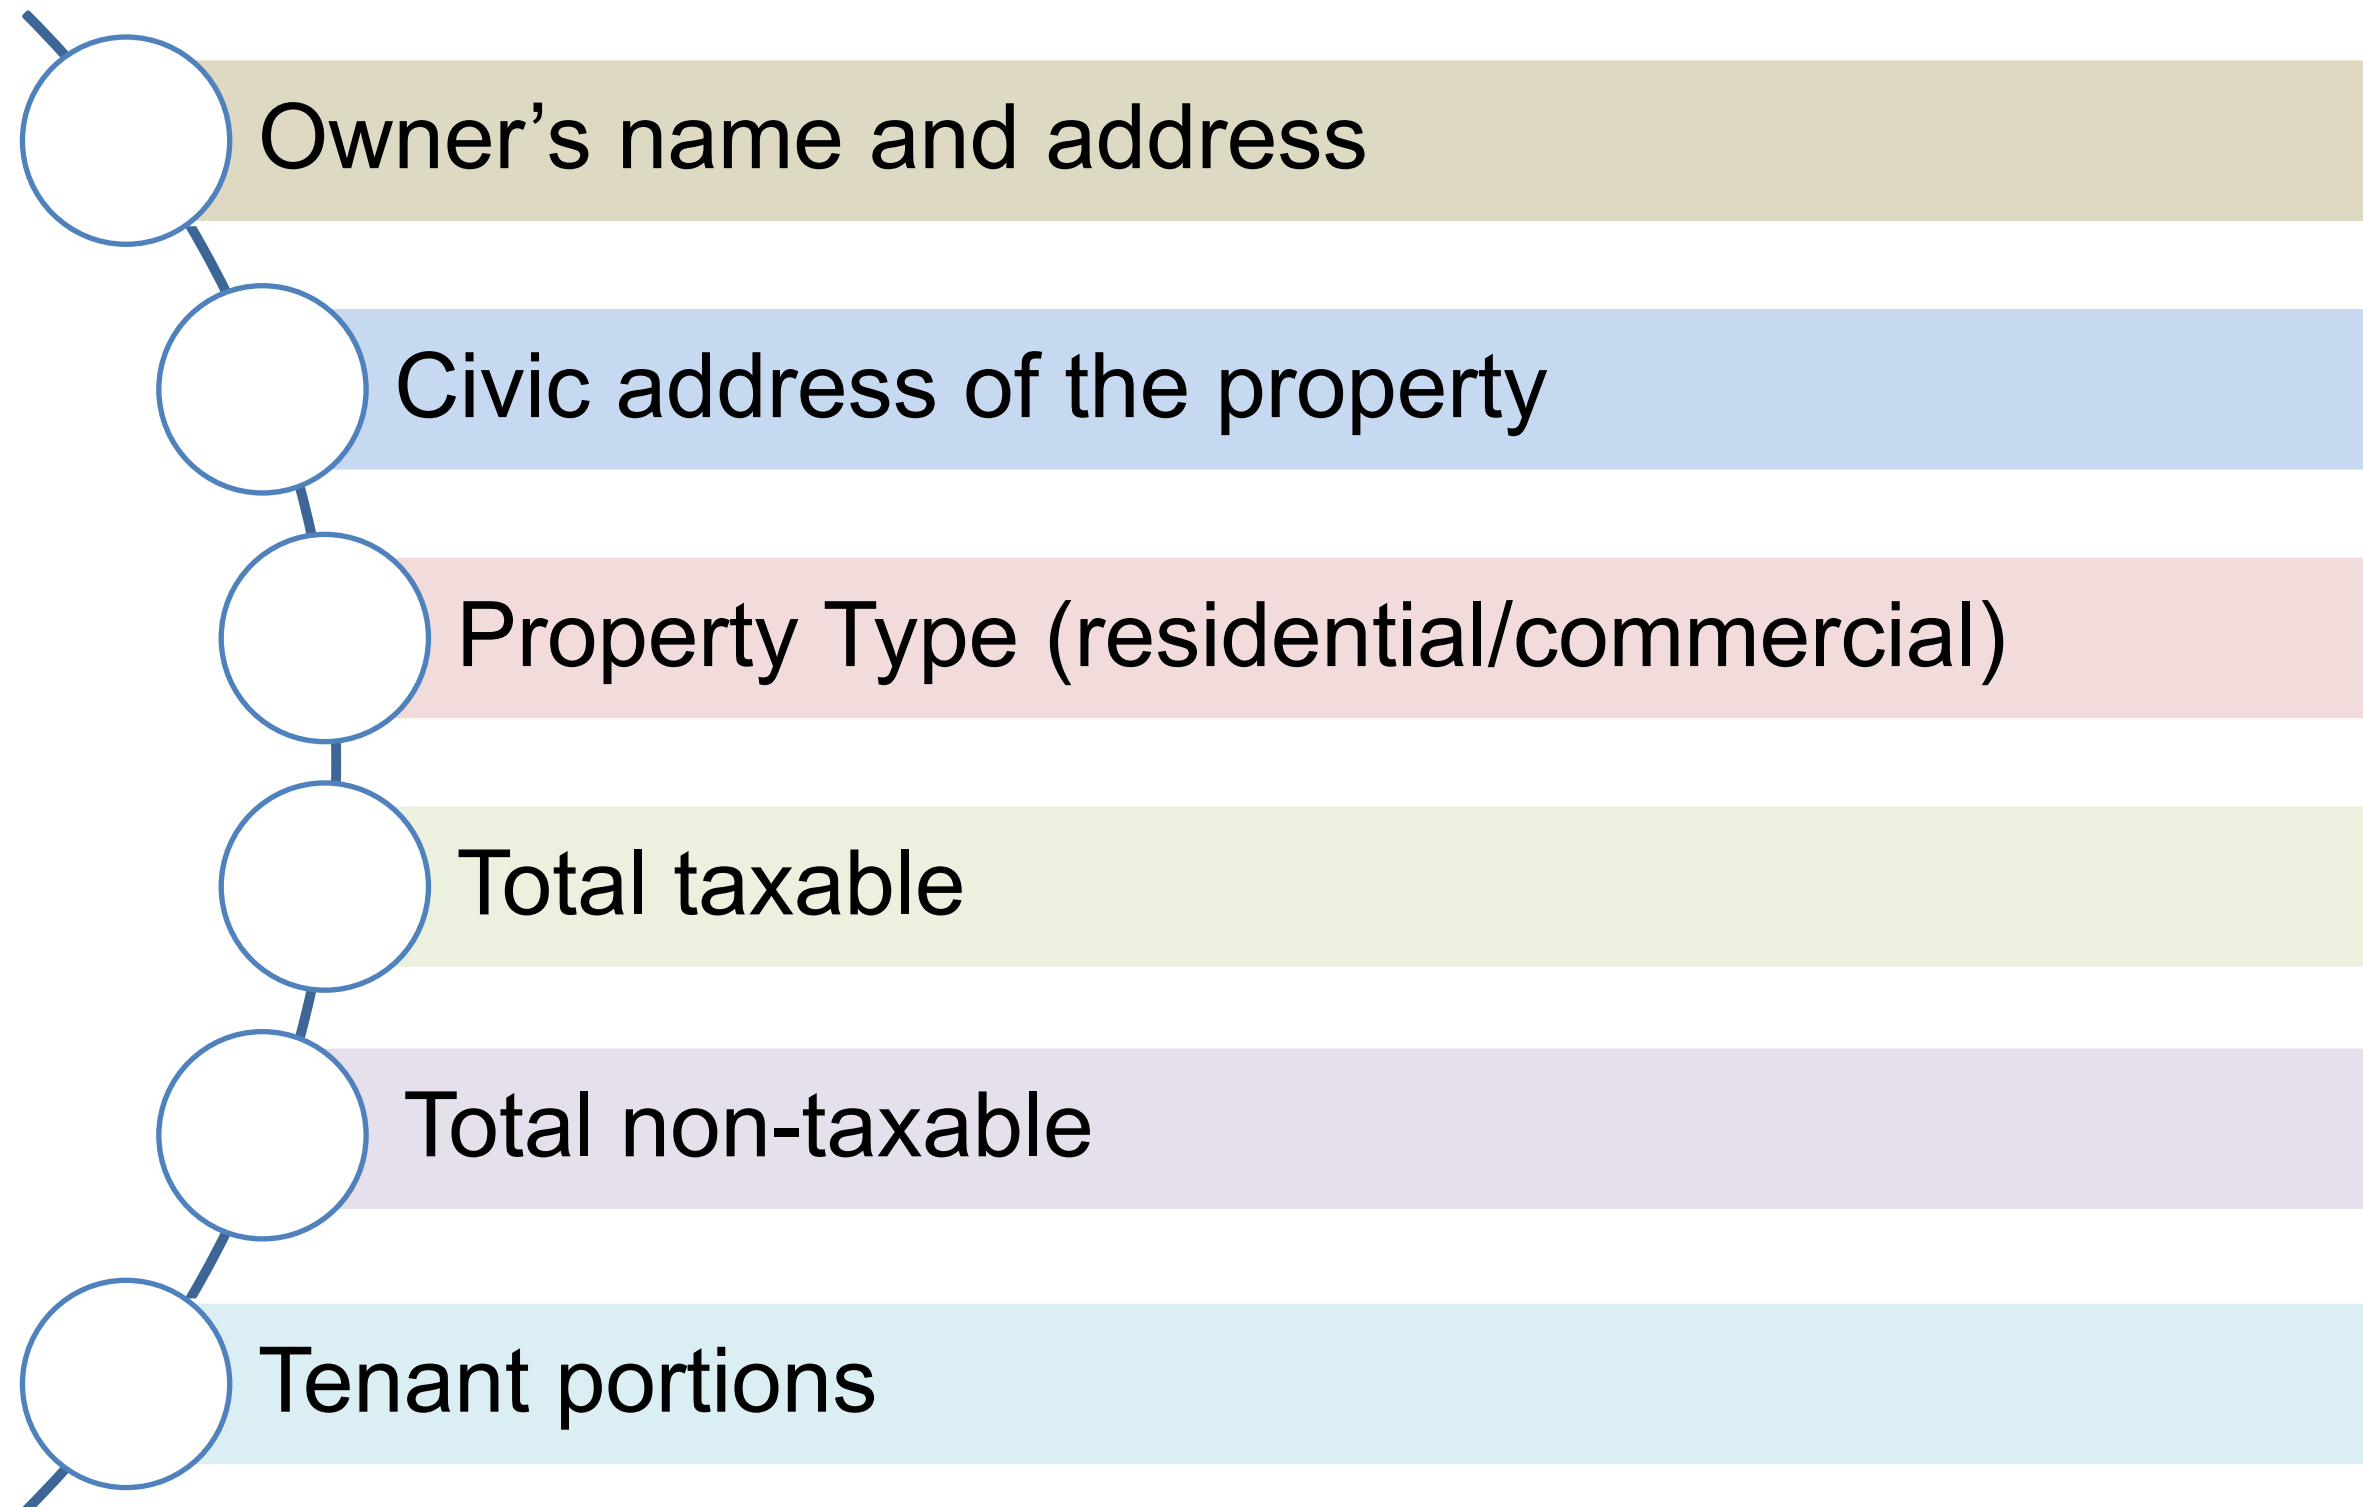 Owner’s name and address
Civic address of the property
Property Type (residential/commercial)
Total taxable
Total non-taxable
Tenant portions